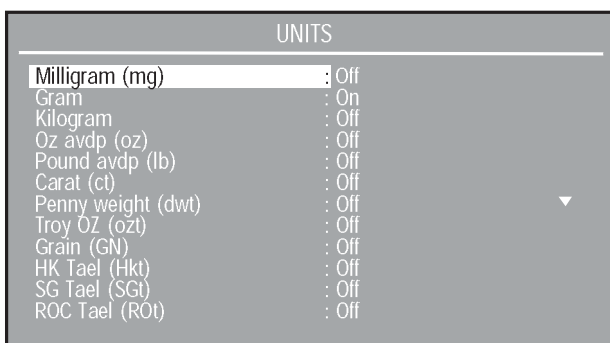 UNITS
Milligram (mg) : Off
Gram : On
Kilogram : Off
Oz avdp (oz) : Off
Pound avdp (lb) : Off
Carat (ct) : Off
Penny weight (dwt) : Off
Troy OZ (ozt) : Off
Grain (GN) : Off
HK Tael (Hkt) : Off
SG Tael (SGt) : Off
ROC Tael (ROt) : Off